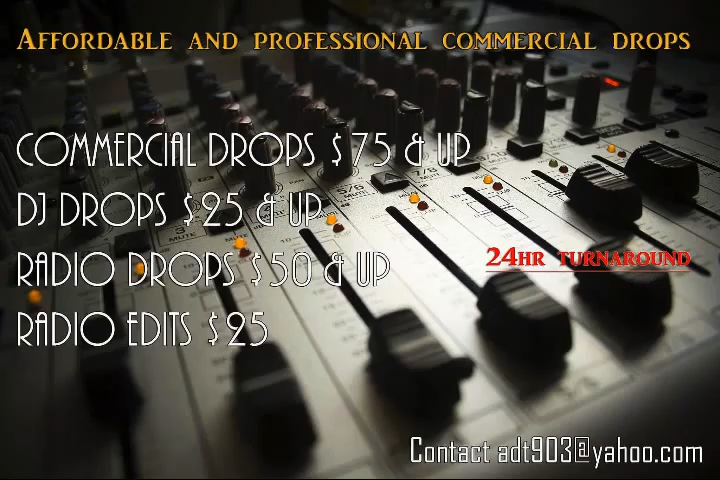 Affordable and professional commercial drops
COMMERCIAL DROPS $75 & UP
DJ DROPS $25 & UP
RADIO DROPS $50 & UP
24hr turnaround
RADIO EDITS $25
Contact adt903@yahoo.com